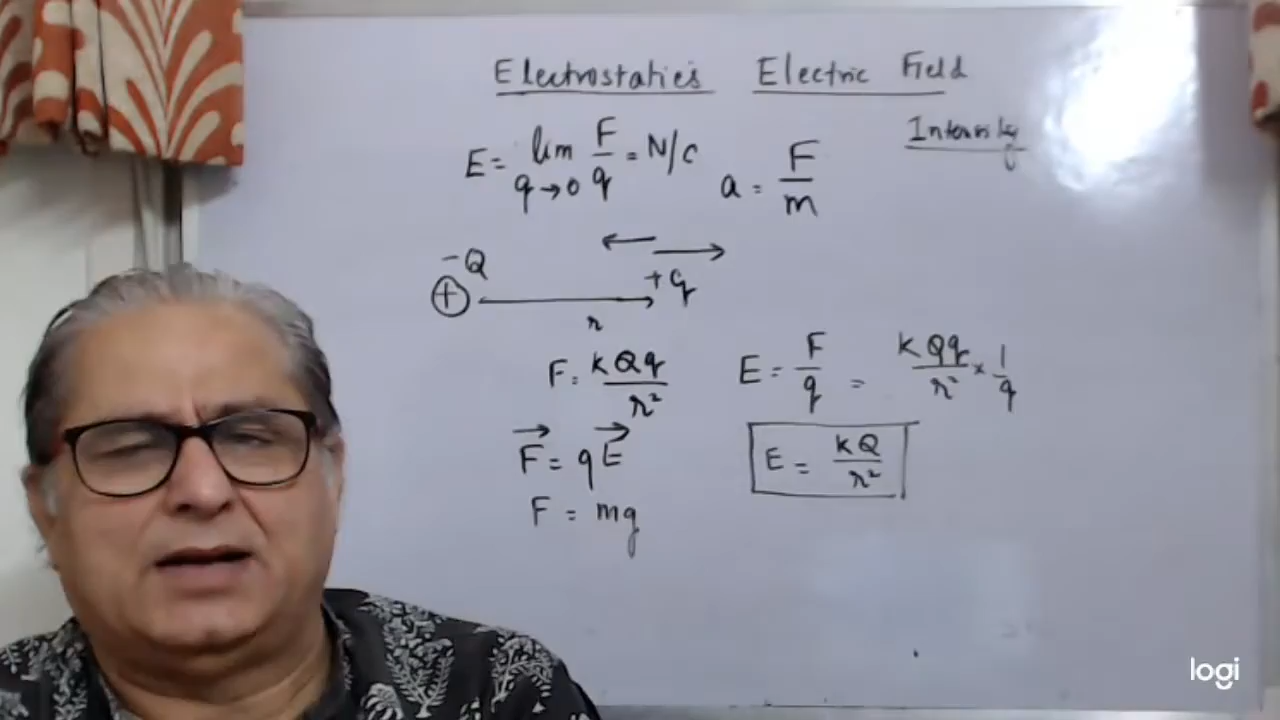 Electrostatics Electric Field
Intensity
E = lim q→0 F/q = N/C
a = F/m
-Q
+
+q
r
F = kQq/r²
E = F/q = kQq/r² × 1/q
F⃗ = qE⃗
E = kQ/r²
F = mg
logi